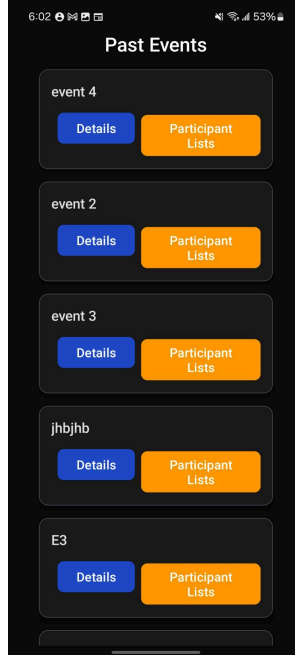 6:02 53%
Past Events
event 4
Details
Participant
Lists
event 2
Details
Participant
Lists
event 3
Details
Participant
Lists
jhbjhb
Details
Participant
Lists
E3
Details
Participant
Lists